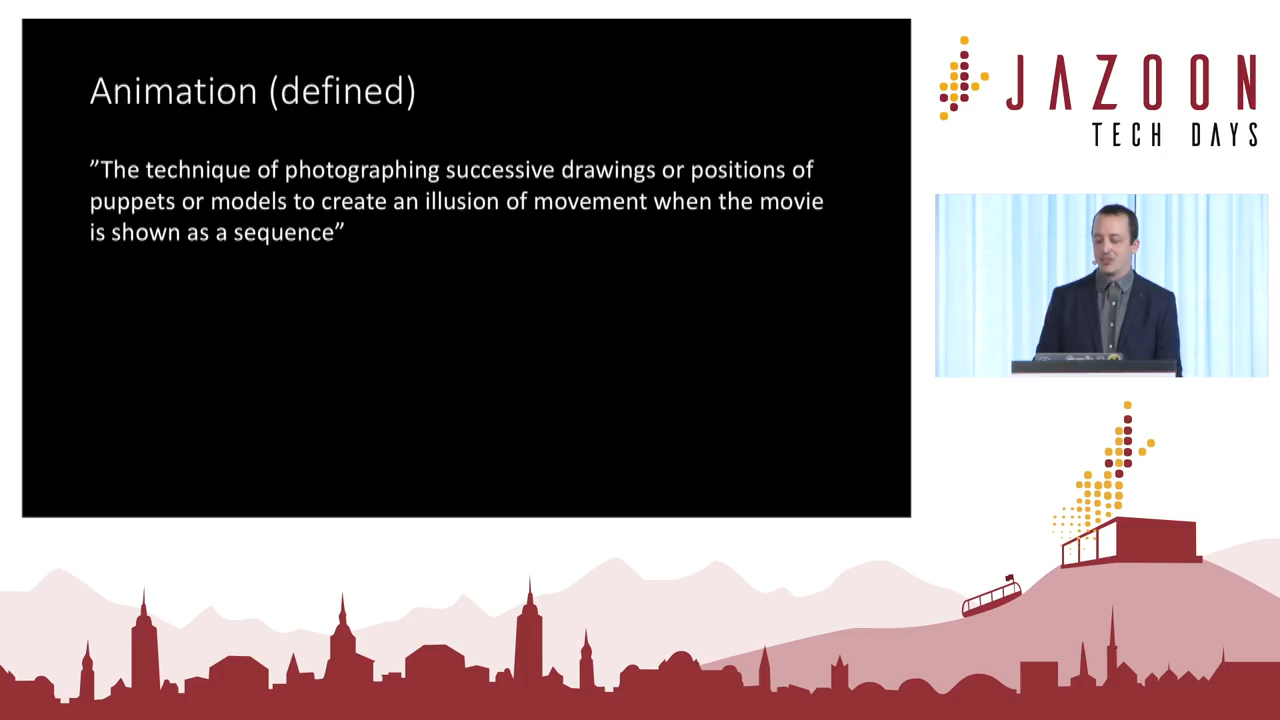 Animation (defined)
”The technique of photographing successive drawings or positions of
puppets or models to create an illusion of movement when the movie
is shown as a sequence”
JAZOON
TECH DAYS